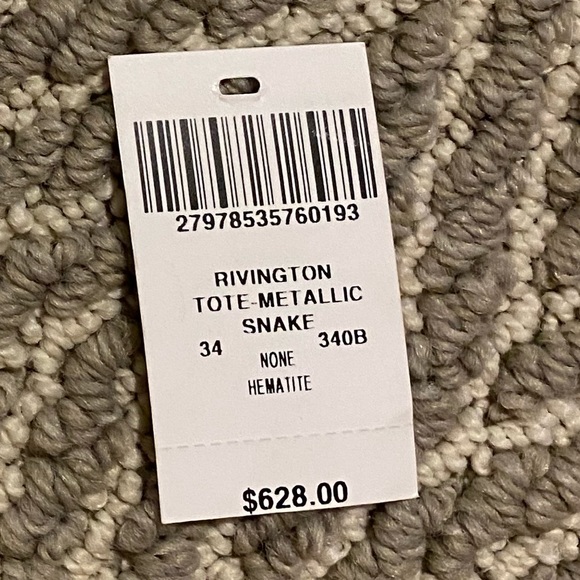 27978535760193
RIVINGTON
TOTE-METALLIC
SNAKE
34 340B
NONE
HEMATITE
$628.00